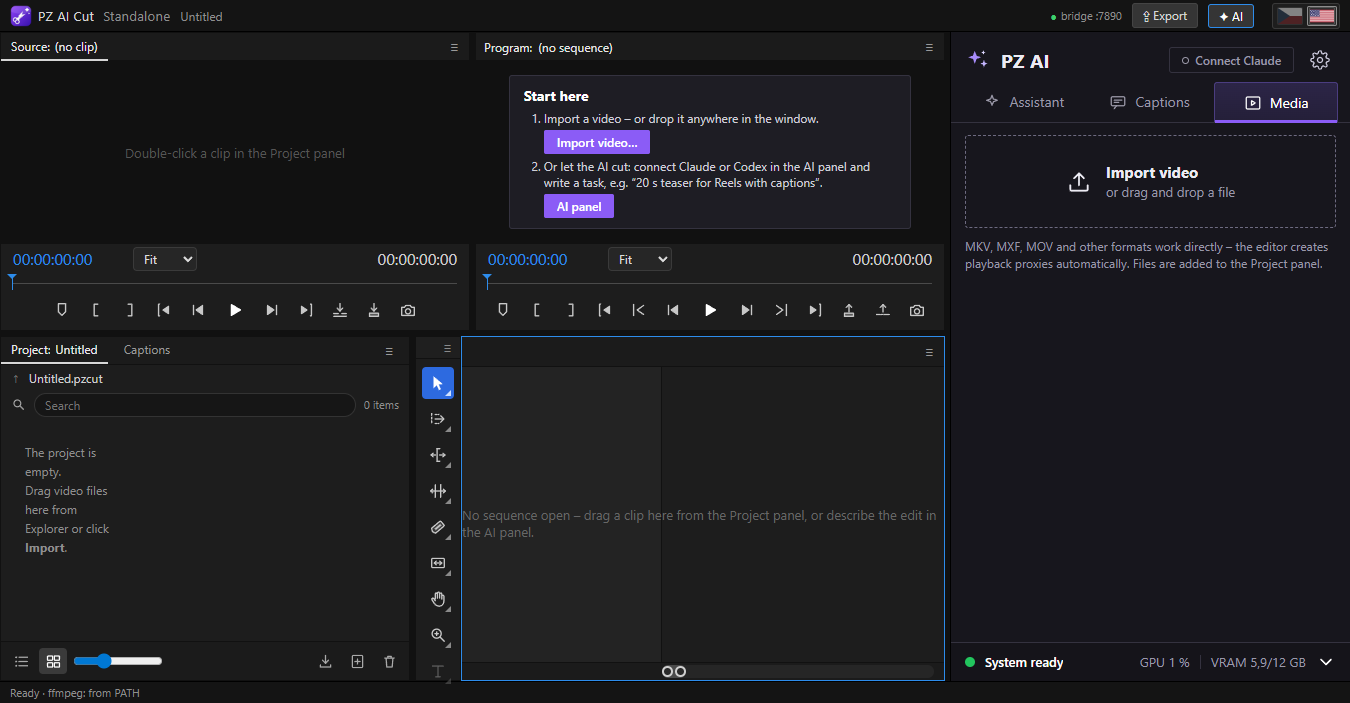 PZ AI Cut Standalone Untitled bridge :7890 Export AI
Source: (no clip)
Double-click a clip in the Project panel
00:00:00:00 Fit 00:00:00:00
Program: (no sequence)
Start here
1. Import a video – or drop it anywhere in the window.
Import video...
2. Or let the AI cut: connect Claude or Codex in the AI panel and
write a task, e.g. “20 s teaser for Reels with captions”.
AI panel
00:00:00:00 Fit 00:00:00:00
Project: Untitled Captions
Untitled.pzcut
Search 0 items
The project is
empty.
Drag video files
here from
Explorer or click
Import.
No sequence open – drag a clip here from the Project panel, or describe the edit in
the AI panel.
PZ AI Connect Claude
Assistant Captions Media
Import video
or drag and drop a file
MKV, MXF, MOV and other formats work directly – the editor creates
playback proxies automatically. Files are added to the Project panel.
System ready GPU 1 % VRAM 5,9/12 GB
Ready · ffmpeg: from PATH